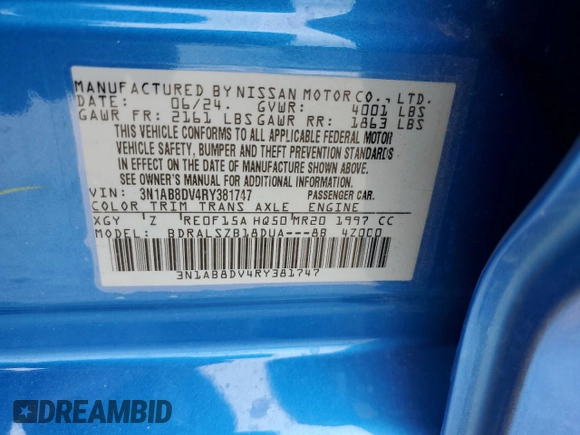 MANUFACTURED BY NISSAN MOTOR CO., LTD.
DATE: 06/24. GVWR: 4001 LBS
GAWR FR: 2161 LBS GAWR RR: 1863 LBS
THIS VEHICLE CONFORMS TO ALL APPLICABLE FEDERAL MOTOR
VEHICLE SAFETY, BUMPER AND THEFT PREVENTION STANDARDS
IN EFFECT ON THE DATE OF MANUFACTURE SHOWN ABOVE.
SEE OWNER'S MANUAL FOR ADDITIONAL INFORMATION.
VIN: 3N1AB8DV4RY381747 PASSENGER CAR.
COLOR TRIM TRANS AXLE ENGINE
XGY Z RE0F15A HQ50 MR20 1997 CC
MODEL: BDRALSZB18DUA---8B 4Z0C0
3N1AB8DV4RY381747
DREAMBID